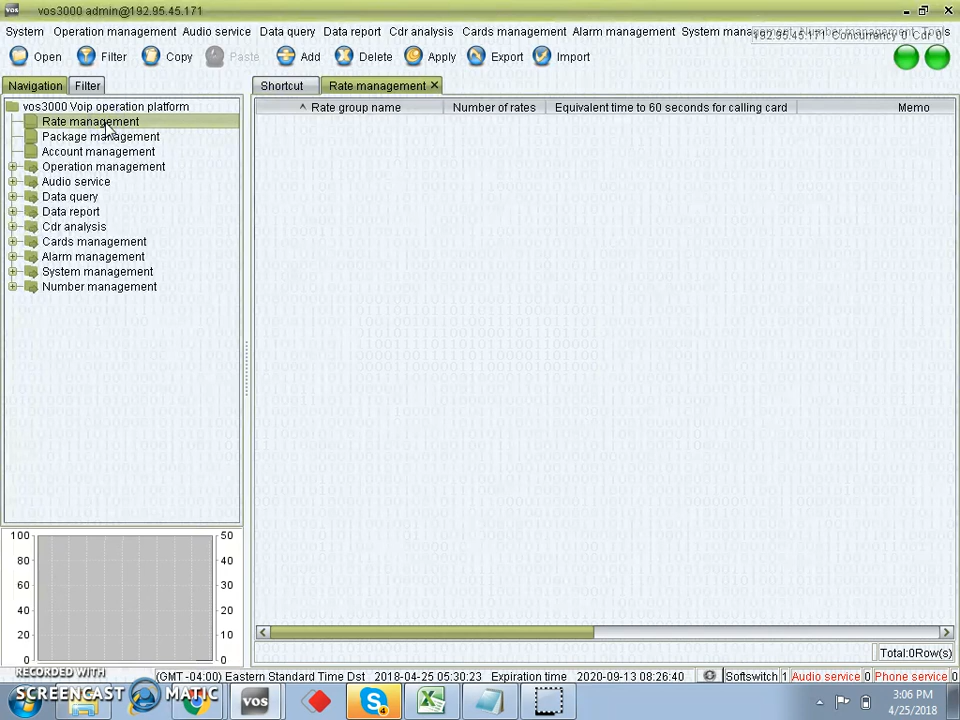 vos3000 admin@192.95.45.171
System Operation management Audio service Data query Data report Cdr analysis Cards management Alarm management System
192.95.45.171 Concurrency 0 Cdr 0
Open Filter Copy Paste Add Delete Apply Export Import
Navigation Filter Shortcut Rate management
vos3000 Voip operation platform
Rate group name Number of rates Equivalent time to 60 seconds for calling card Memo
Rate management
Package management
Account management
Operation management
Audio service
Data query
Data report
Cdr analysis
Cards management
Alarm management
System management
Number management
100 50
80 40
60 30
40 20
20 10
0 0
Total:0Row(s)
RECORDED WITH
SCREENCAST MATIC
(GMT -04:00) Eastern Standard Time Dst 2018-04-25 05:30:23 Expiration time 2020-09-13 08:26:40 Softswitch 1 Audio service 0 Phone service 0
vos
4
3:06 PM
4/25/2018